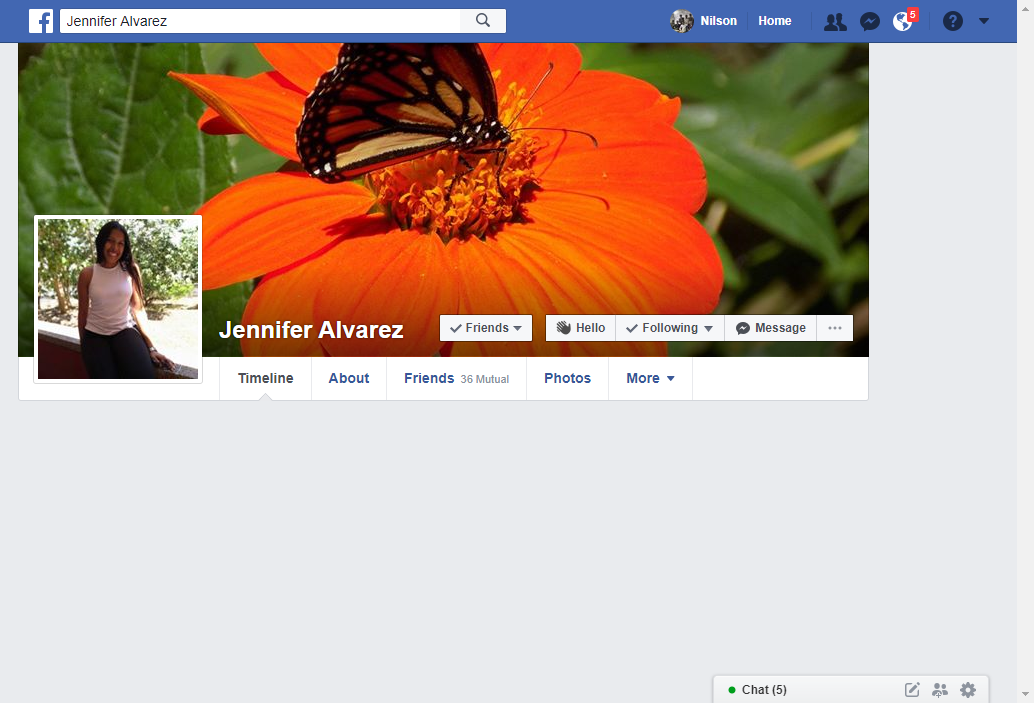 Jennifer Alvarez
Nilson
Home
5
Jennifer Alvarez
Friends
Hello
Following
Message
Timeline
About
Friends 36 Mutual
Photos
More
Chat (5)